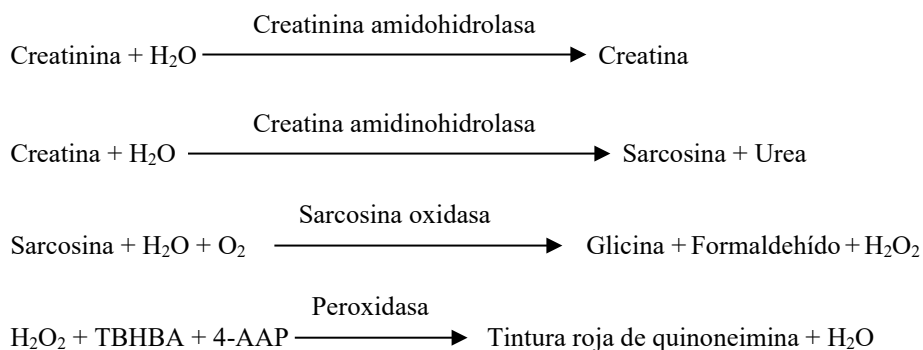 Creatinina amidohidrolasa
Creatinina + H₂O Creatina
Creatina amidinohidrolasa
Creatina + H₂O Sarcosina + Urea
Sarcosina oxidasa
Sarcosina + H₂O + O₂ Glicina + Formaldehído + H₂O₂
Peroxidasa
H₂O₂ + TBHBA + 4-AAP Tintura roja de quinoneimina + H₂O